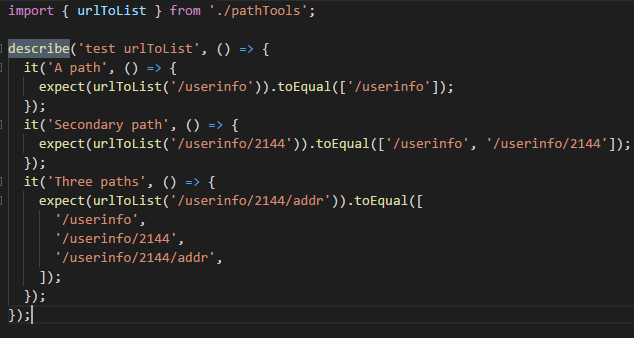 import { urlToList } from './pathTools';
describe('test urlToList', () => {
it('A path', () => {
expect(urlToList('/userinfo')).toEqual(['/userinfo']);
});
it('Secondary path', () => {
expect(urlToList('/userinfo/2144')).toEqual(['/userinfo', '/userinfo/2144']);
});
it('Three paths', () => {
expect(urlToList('/userinfo/2144/addr')).toEqual([
'/userinfo',
'/userinfo/2144',
'/userinfo/2144/addr',
]);
});
});